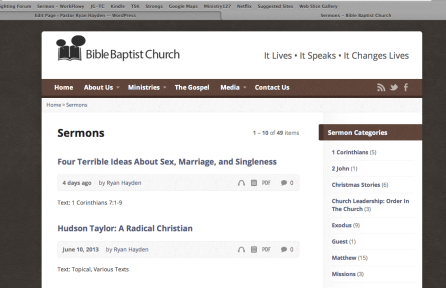 ghting Forum Sermon - WorkFlowy JC-TC Kindle TW Strongs Google Maps Ministry127 Netflix Suggested Sites Web Slice Gallery
Edit Page ‹ Pastor Ryan Hayden — WordPress
Sermons - Bible Baptist Church
Bible Baptist Church
It Lives • It Speaks • It Changes Lives
Home About Us Ministries The Gospel Media Contact Us
Home › Sermons
Sermons
1 – 10 of 49 items
Four Terrible Ideas About Sex, Marriage, and Singleness
4 days ago by Ryan Hayden PDF 0
Text: 1 Corinthians 7:1-9
Hudson Taylor: A Radical Christian
June 10, 2013 by Ryan Hayden PDF 0
Text: Topical, Various Texts
Sermon Categories
1 Corinthians (5)
2 John (1)
Christmas Stories (6)
Church Leadership: Order In
The Church (3)
Exodus (9)
Guest (1)
Matthew (15)
Missions (3)